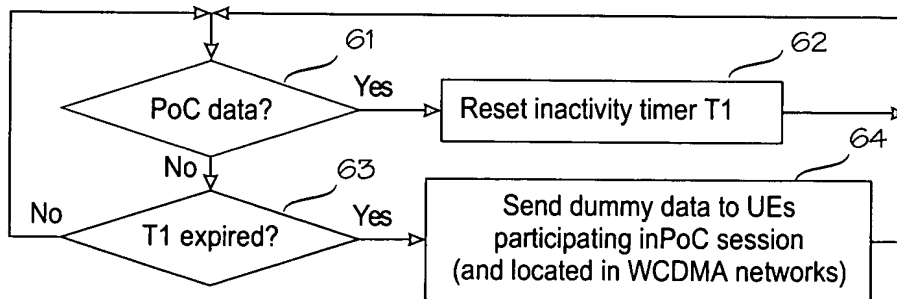 61
PoC data?
Yes
62
Reset inactivity timer T1
No
63
T1 expired?
No
Yes
64
Send dummy data to UEs
participating inPoC session
(and located in WCDMA networks)